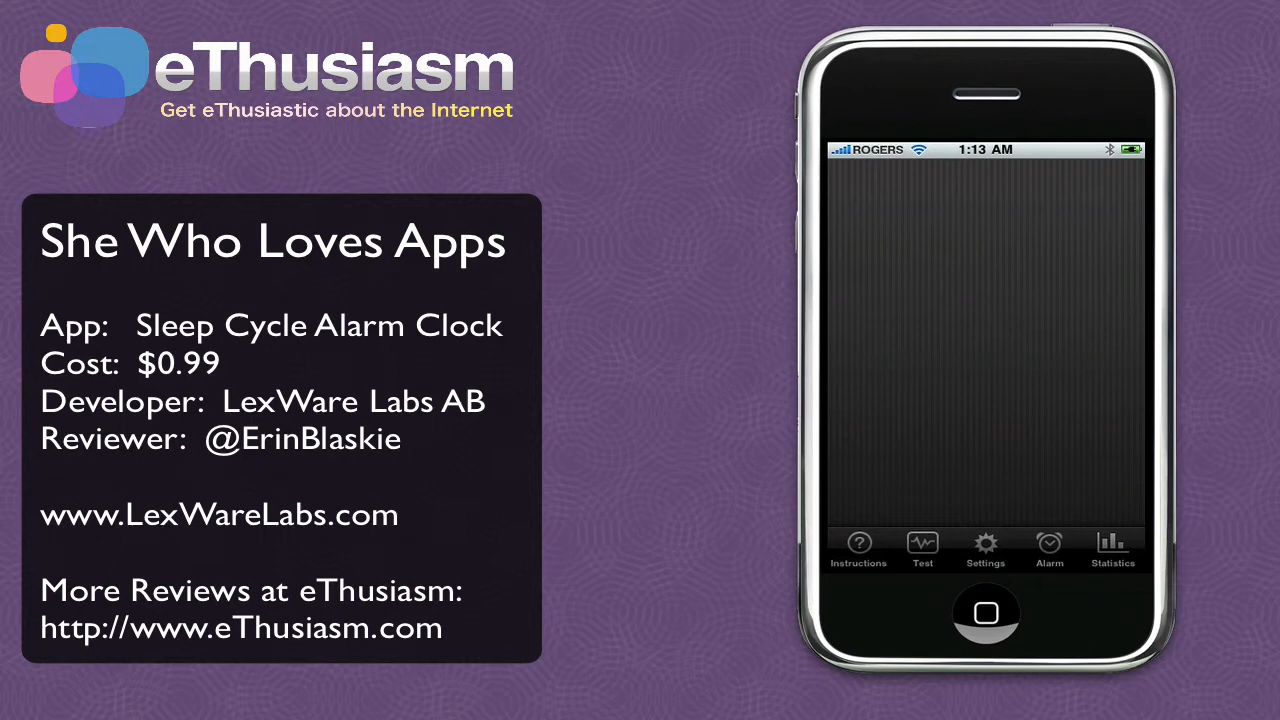 eThusiasm
Get eThusiastic about the Internet
She Who Loves Apps
App: Sleep Cycle Alarm Clock
Cost: $0.99
Developer: LexWare Labs AB
Reviewer: @ErinBlaskie
www.LexWareLabs.com
More Reviews at eThusiasm:
http://www.eThusiasm.com
ROGERS 1:13 AM
Instructions Test Settings Alarm Statistics